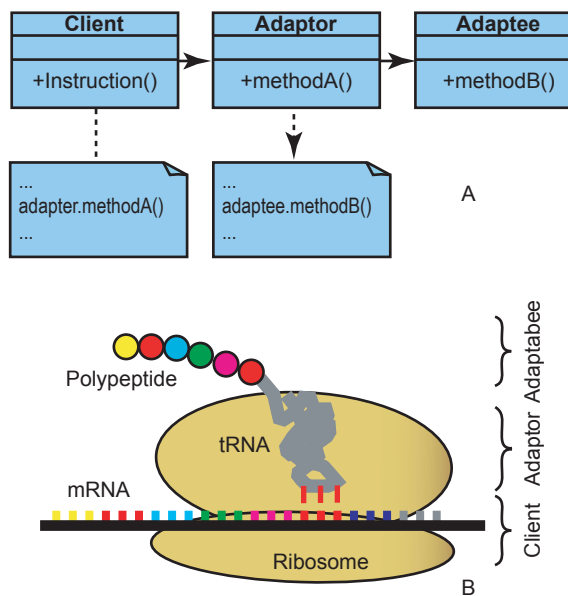 Client
Adaptor
Adaptee
+Instruction()
+methodA()
+methodB()
...
adapter.methodA()
...
...
adaptee.methodB()
...
A
Polypeptide
tRNA
mRNA
Ribosome
Adaptabee
Adaptor
Client
B